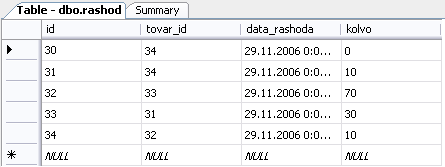 Table - dbo.rashod Summary
id tovar_id data_rashoda kolvo
30 34 29.11.2006 0:0... 0
31 34 29.11.2006 0:0... 10
32 33 29.11.2006 0:0... 70
33 31 29.11.2006 0:0... 30
34 32 29.11.2006 0:0... 10
NULL NULL NULL NULL